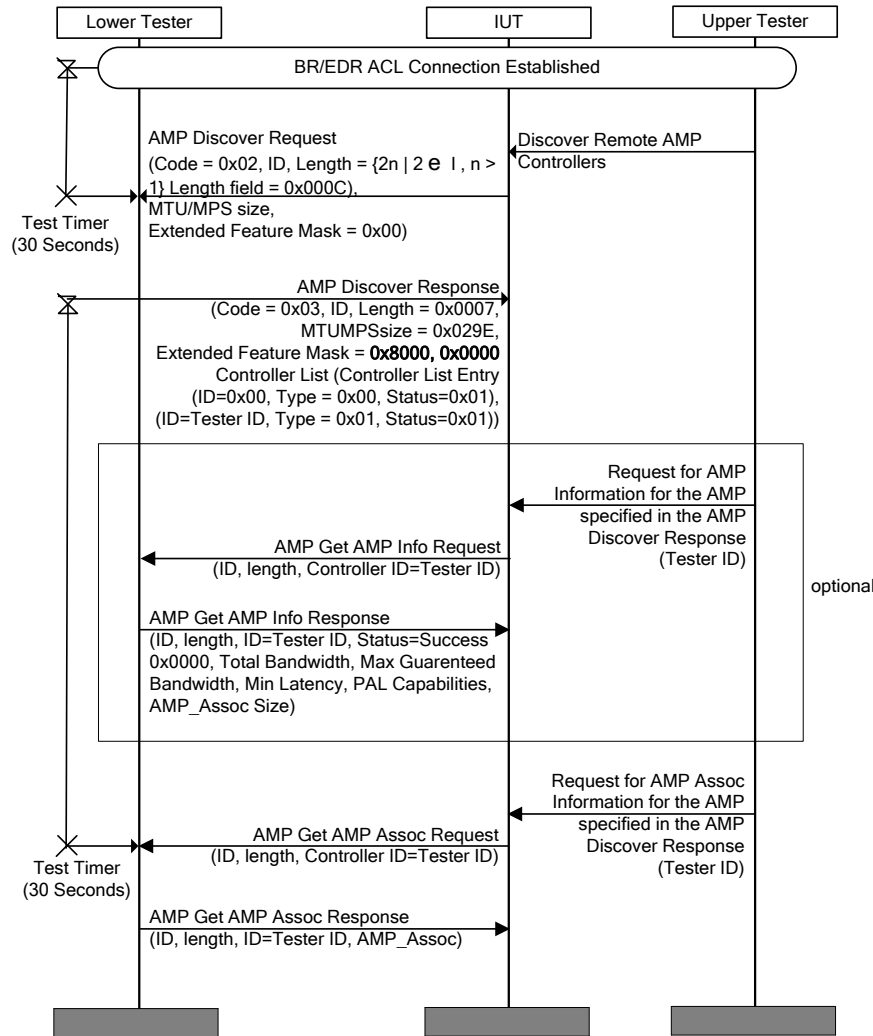 Lower Tester
IUT
Upper Tester
BR/EDR ACL Connection Established
AMP Discover Request
(Code = 0x02, ID, Length = {2n | 2 e l , n >
1} Length field = 0x000C),
MTU/MPS size,
Extended Feature Mask = 0x00)
Discover Remote AMP
Controllers
Test Timer
(30 Seconds)
AMP Discover Response
(Code = 0x03, ID, Length = 0x0007,
MTUMPSsize = 0x029E,
Extended Feature Mask = 0x8000, 0x0000
Controller List (Controller List Entry
(ID=0x00, Type = 0x00, Status=0x01),
(ID=Tester ID, Type = 0x01, Status=0x01))
Request for AMP
Information for the AMP
specified in the AMP
Discover Response
(Tester ID)
AMP Get AMP Info Request
(ID, length, Controller ID=Tester ID)
optional
AMP Get AMP Info Response
(ID, length, ID=Tester ID, Status=Success
0x0000, Total Bandwidth, Max Guarenteed
Bandwidth, Min Latency, PAL Capabilities,
AMP_Assoc Size)
Request for AMP Assoc
Information for the AMP
specified in the AMP
Discover Response
(Tester ID)
AMP Get AMP Assoc Request
(ID, length, Controller ID=Tester ID)
Test Timer
(30 Seconds)
AMP Get AMP Assoc Response
(ID, length, ID=Tester ID, AMP_Assoc)